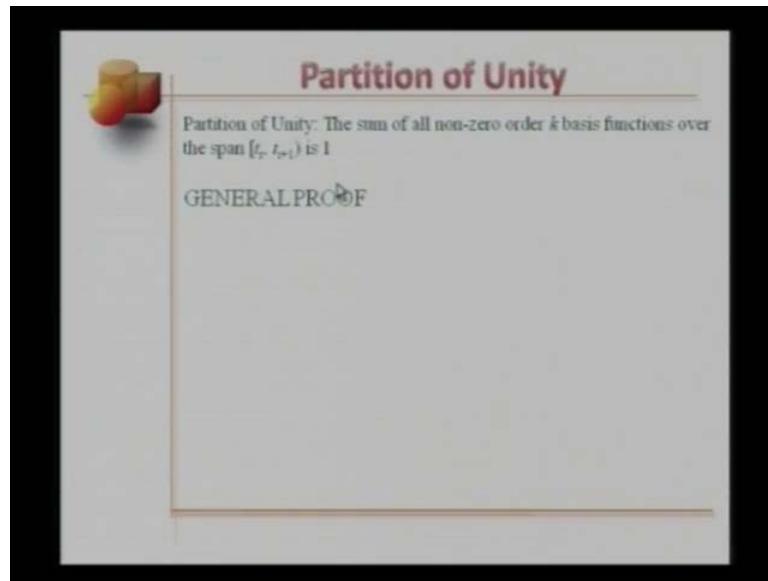 Partition of Unity
Partition of Unity: The sum of all non-zero order k basis functions over
the span [t_r, t_{r+1}) is 1
GENERAL PROOF